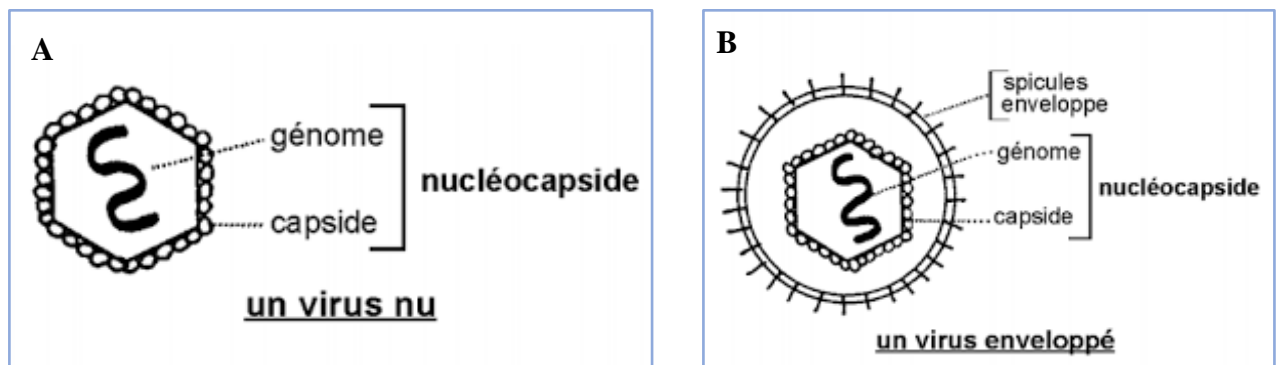 A
génome
capside
nucléocapside
un virus nu
B
spicules
enveloppe
génome
capside
nucléocapside
un virus enveloppé